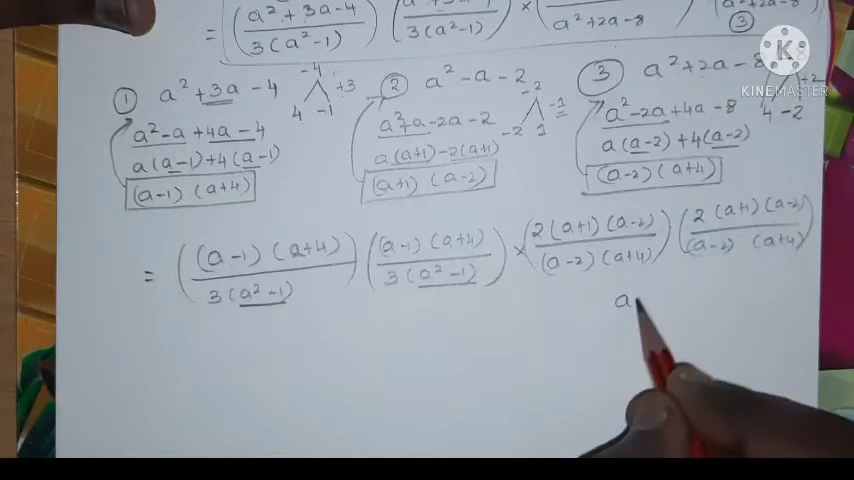 = (a² + 3a - 4 / 3(a² - 1)) ( / 3(a² - 1)) × ( / a² + 2a - 8) ( ③
① a² + 3a - 4
-4
+3
4 -1
a² - a + 4a - 4
a(a-1) + 4(a-1)
(a-1) (a+4)
② a² - a - 2
-2
-1
-2 1
a² + a - 2a - 2
a(a+1) - 2(a+1)
(a+1) (a-2)
③ a² + 2a - 8
+2
4 -2
a² - 2a + 4a - 8
a(a-2) + 4(a-2)
(a-2) (a+4)
= ((a-1) (a+4) / 3(a² - 1)) ((a-1) (a+4) / 3(a² - 1)) × (2(a+1) (a-2) / (a-2) (a+4)) (2(a+1) (a-2) / (a-2) (a+4))
a
K
KINEMASTER